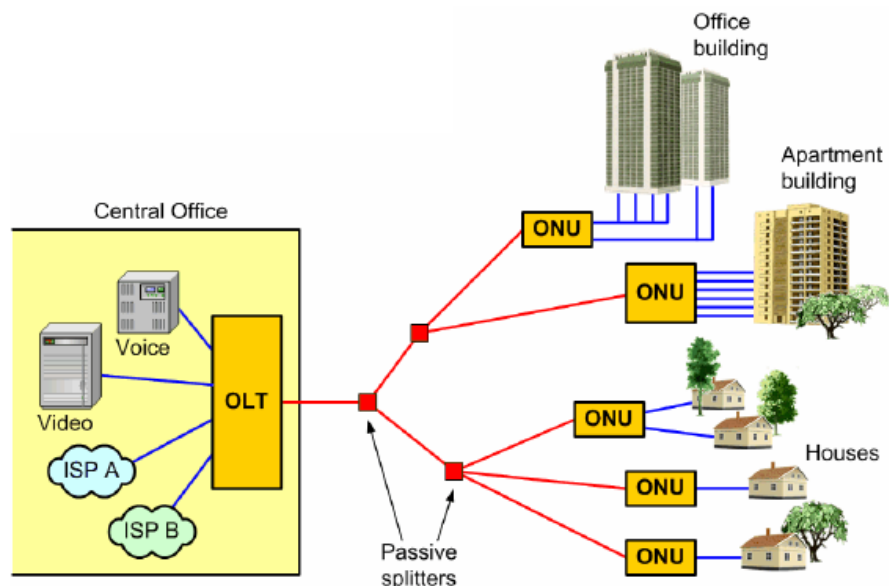 Office
building
Apartment
building
Central Office
ONU
ONU
Voice
Video
OLT
ISP A
ISP B
ONU
Houses
ONU
ONU
Passive
splitters